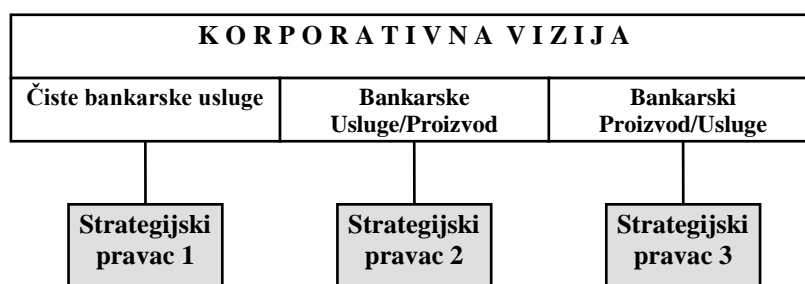 K O R P O R A T I V N A  V I Z I J A
Čiste bankarske usluge
Bankarske
Usluge/Proizvod
Bankarski
Proizvod/Usluge
Strategijski
pravac 1
Strategijski
pravac 2
Strategijski
pravac 3